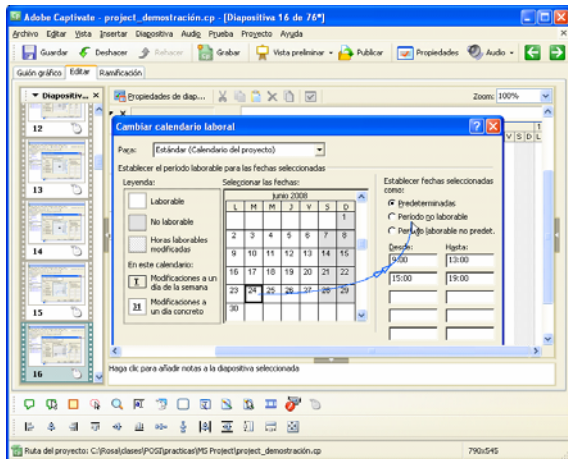 Adobe Captivate - project_demostración.cp - [Diapositiva 16 de 76*]
Archivo Editar Vista Insertar Diapositiva Audio Prueba Proyecto Ayuda
Guardar Deshacer Rehacer Grabar Vista preliminar Publicar Propiedades Audio
Guión gráfico Editar Ramificación
Diapositiv... Propiedades de diap... Zoom: 100%
12
13
14
15
16
Cambiar calendario laboral
Para: Estándar (Calendario del proyecto)
Establecer el período laborable para las fechas seleccionadas
Leyenda:
Laborable
No laborable
Horas laborables
modificadas
En este calendario:
L Modificaciones a un
día de la semana
31 Modificaciones a
un día concreto
Seleccionar las fechas:
Junio 2008
L M M J V S D
1
2 3 4 5 6 7 8
9 10 11 12 13 14 15
16 17 18 19 20 21 22
23 24 25 26 27 28 29
30
Establecer fechas seleccionadas
como:
Predeterminadas
Período no laborable
Período laborable no predet.
Desde: Hasta:
9:00 13:00
15:00 19:00
1
V S D L
Haga clic para añadir notas a la diapositiva seleccionada
Ruta del proyecto: C:\Rosa\clases\POSI\practicas\MS Project\project_demostración.cp 790x545